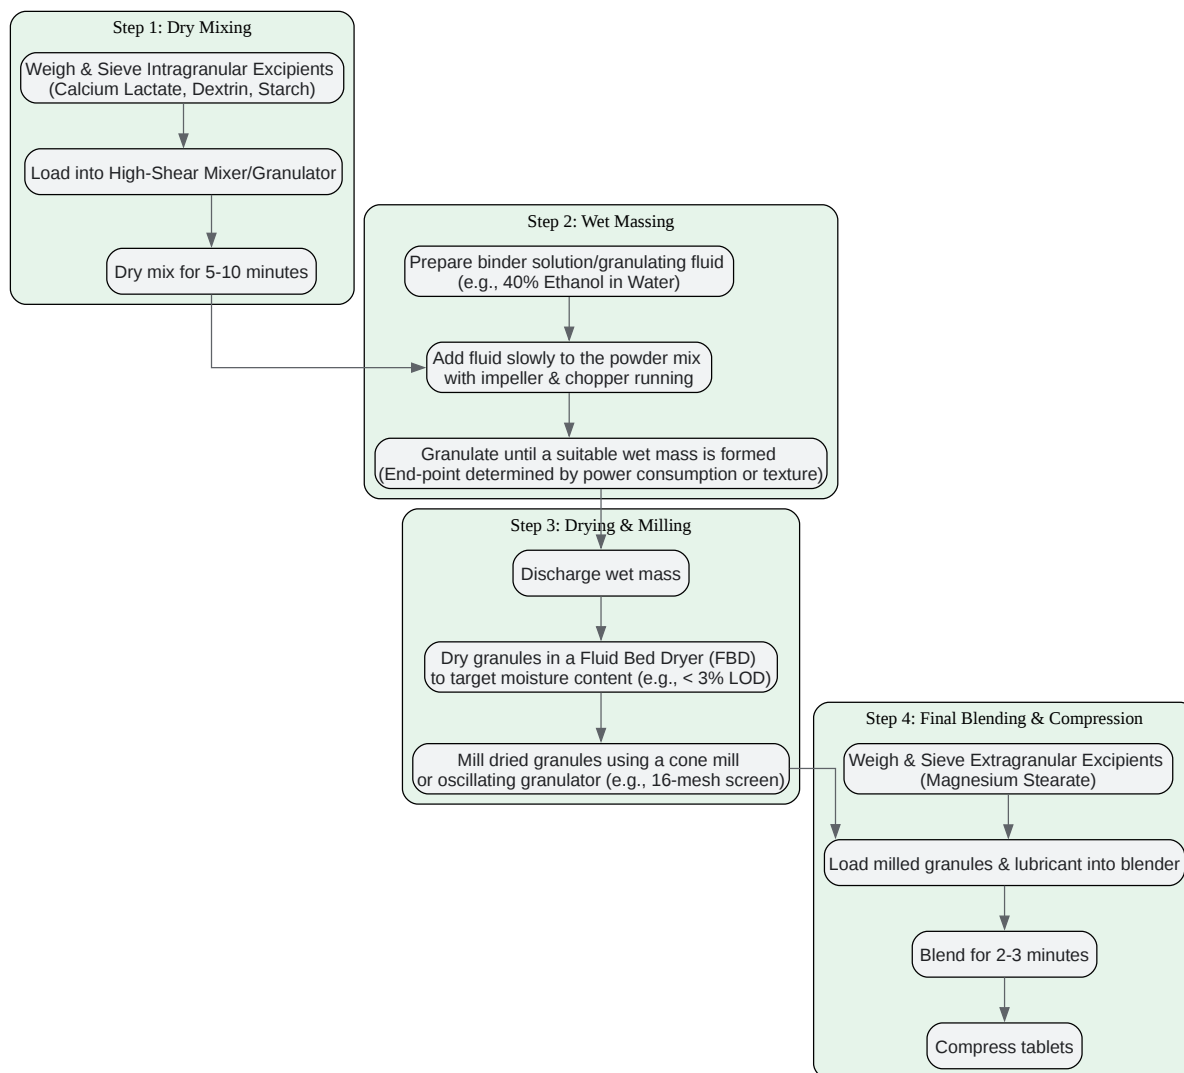 Step 1: Dry Mixing
Weigh & Sieve Intragranular Excipients
(Calcium Lactate, Dextrin, Starch)
Load into High-Shear Mixer/Granulator
Dry mix for 5-10 minutes
Step 2: Wet Massing
Prepare binder solution/granulating fluid
(e.g., 40% Ethanol in Water)
Add fluid slowly to the powder mix
with impeller & chopper running
Granulate until a suitable wet mass is formed
(End-point determined by power consumption or texture)
Step 3: Drying & Milling
Discharge wet mass
Dry granules in a Fluid Bed Dryer (FBD)
to target moisture content (e.g., < 3% LOD)
Mill dried granules using a cone mill
or oscillating granulator (e.g., 16-mesh screen)
Step 4: Final Blending & Compression
Weigh & Sieve Extragranular Excipients
(Magnesium Stearate)
Load milled granules & lubricant into blender
Blend for 2-3 minutes
Compress tablets